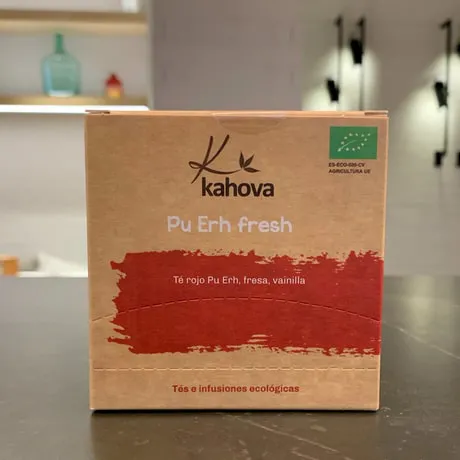 kahova
ES-ECO-020-CV
AGRICULTURA UE
Pu Erh fresh
Té rojo Pu Erh, fresa, vainilla
Tés e infusiones ecológicas